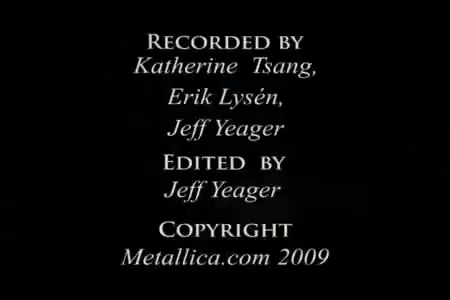 Recorded by
Katherine Tsang,
Erik Lysén,
Jeff Yeager
Edited by
Jeff Yeager
Copyright
Metallica.com 2009